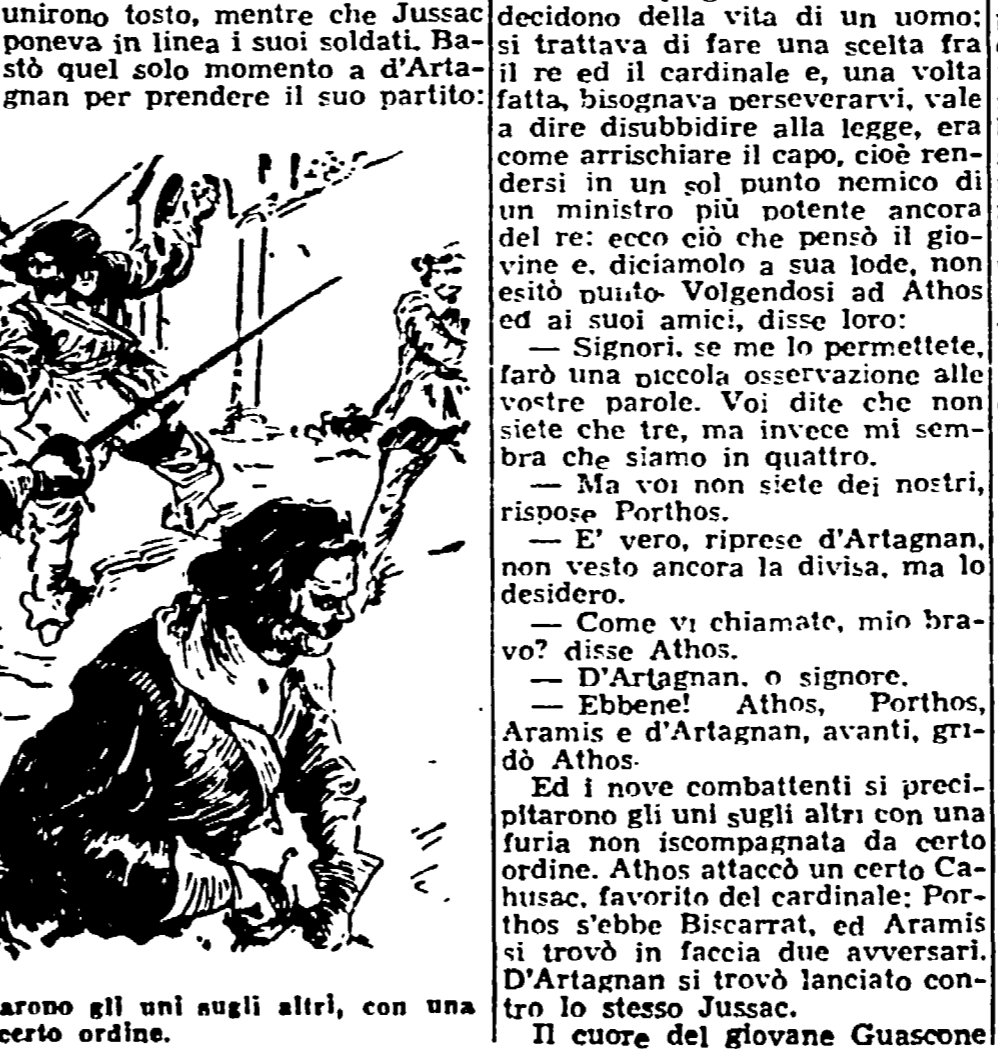 unirono tosto, mentre che Jussac
poneva in linea i suoi soldati. Ba-
stò quel solo momento a d'Arta-
gnan per prendere il suo partito:
arono gli uni sugli altri, con una
certo ordine.
decidono della vita di un uomo;
si trattava di fare una scelta fra
il re ed il cardinale e, una volta
fatta, bisognava perseverarvi, vale
a dire disubbidire alla legge, era
come arrischiare il capo, cioè ren-
dersi in un sol punto nemico di
un ministro più potente ancora
del re: ecco ciò che pensò il gio-
vine e, diciamolo a sua lode, non
esitò punto. Volgendosi ad Athos
ed ai suoi amici, disse loro:
— Signori, se me lo permettete,
farò una piccola osservazione alle
vostre parole. Voi dite che non
siete che tre, ma invece mi sem-
bra che siamo in quattro.
— Ma voi non siete dei nostri,
rispose Porthos.
— E' vero, riprese d'Artagnan,
non vesto ancora la divisa, ma lo
desidero.
— Come vi chiamate, mio bra-
vo? disse Athos.
— D'Artagnan, o signore.
— Ebbene! Athos, Porthos,
Aramis e d'Artagnan, avanti, gri-
dò Athos.
Ed i nove combattenti si preci-
pitarono gli uni sugli altri con una
furia non iscompagnata da certo
ordine. Athos attaccò un certo Ca-
husac, favorito del cardinale; Por-
thos s'ebbe Biscarrat, ed Aramis
si trovò in faccia due avversari.
D'Artagnan si trovò lanciato con-
tro lo stesso Jussac.
Il cuore del giovane Guascone